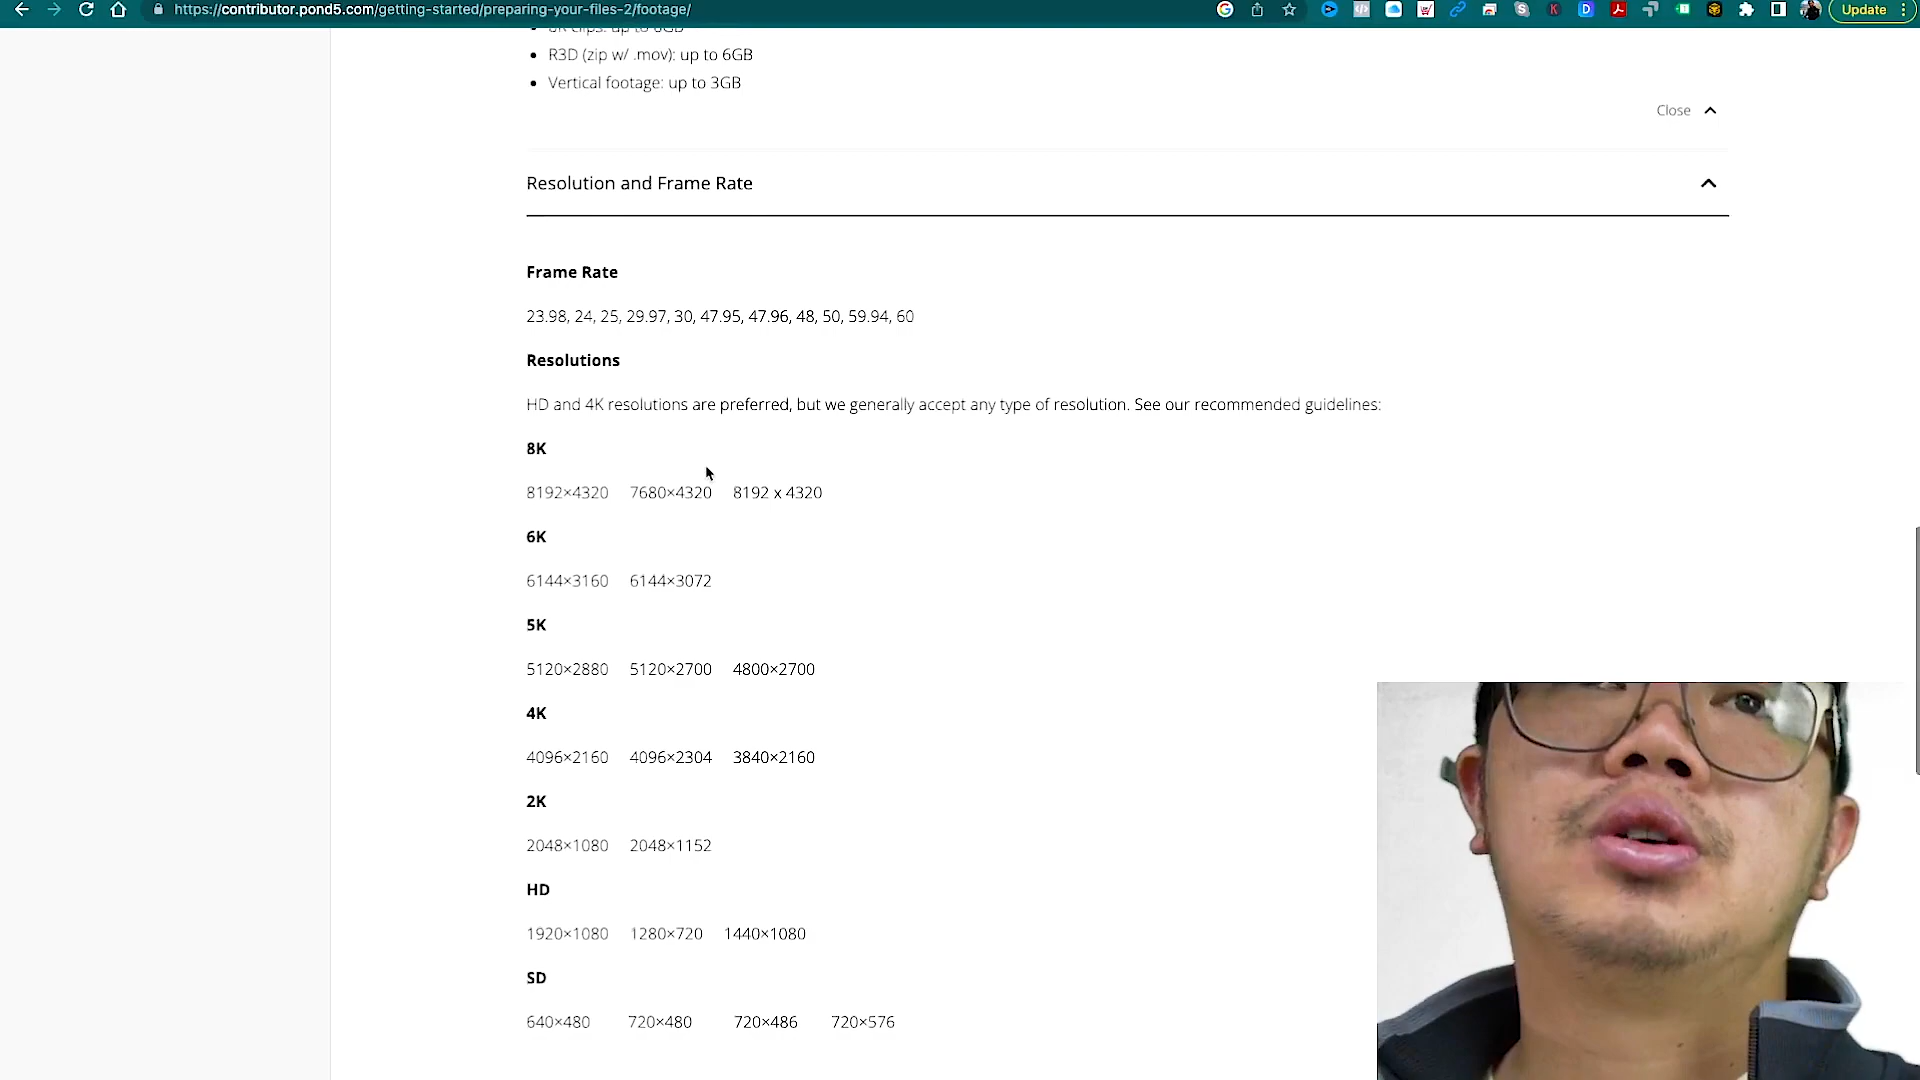 https://contributor.pond5.com/getting-started/preparing-your-files-2/footage/
Update
8K clips: up to 6GB
R3D (zip w/ .mov): up to 6GB
Vertical footage: up to 3GB
Close
Resolution and Frame Rate
Frame Rate
23.98, 24, 25, 29.97, 30, 47.95, 47.96, 48, 50, 59.94, 60
Resolutions
HD and 4K resolutions are preferred, but we generally accept any type of resolution. See our recommended guidelines:
8K
8192×4320 7680×4320 8192 x 4320
6K
6144×3160 6144×3072
5K
5120×2880 5120×2700 4800×2700
4K
4096×2160 4096×2304 3840×2160
2K
2048×1080 2048×1152
HD
1920×1080 1280×720 1440×1080
SD
640×480 720×480 720×486 720×576